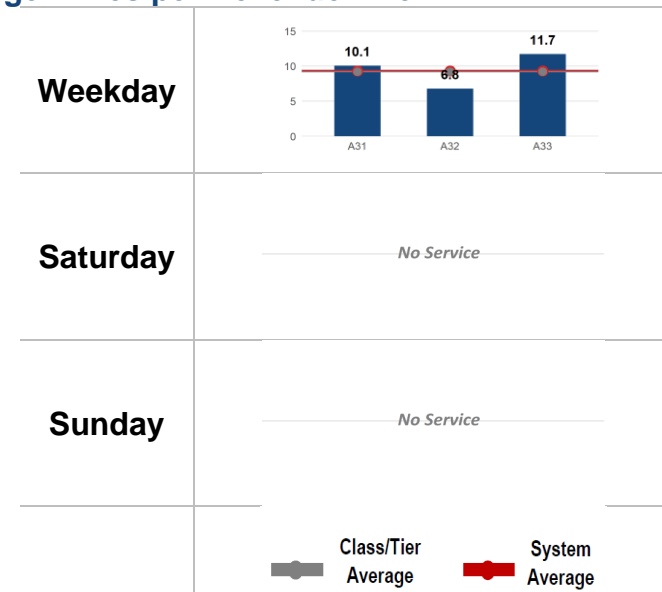 Weekday
15
10
5
0
10.1
6.8
11.7
A31
A32
A33
Saturday
No Service
Sunday
No Service
Class/Tier
Average
System
Average